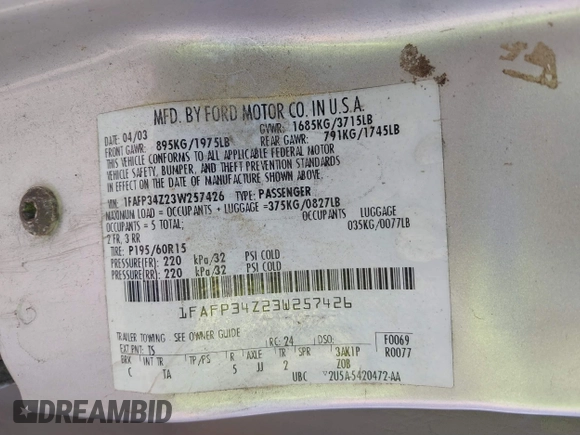 MFD. BY FORD MOTOR CO. IN U.S.A.
DATE: 04/03 GVWR: 1685KG/3715LB
FRONT GAWR: 895KG/1975LB REAR GAWR: 791KG/1745LB
THIS VEHICLE CONFORMS TO ALL APPLICABLE FEDERAL MOTOR
VEHICLE SAFETY, BUMPER, AND THEFT PREVENTION STANDARDS
IN EFFECT ON THE DATE OF MANUFACTURE SHOWN ABOVE.
VIN: 1FAFP34Z23W257426 TYPE: PASSENGER
MAXIMUM LOAD = OCCUPANTS + LUGGAGE =375KG/0827LB
OCCUPANTS = 5 TOTAL; OCCUPANTS LUGGAGE
2 FR, 3 RR 035KG/0077LB
TIRE: P195/60R15
PRESSURE(FR): 220 kPa/32 PSI COLD
PRESSURE(RR): 220 kPa/32 PSI COLD
1FAFP34Z23W257426
TRAILER TOWING SEE OWNER GUIDE
EXT PNT: TS RC: 24 DSO: F0069
BRK INT TR TP/PS R AXLE TR SPR 3AK1P R0077
C TA 5 JJ 2 Z0B
UBC 2U5A-5420472-AA
DREAMBID